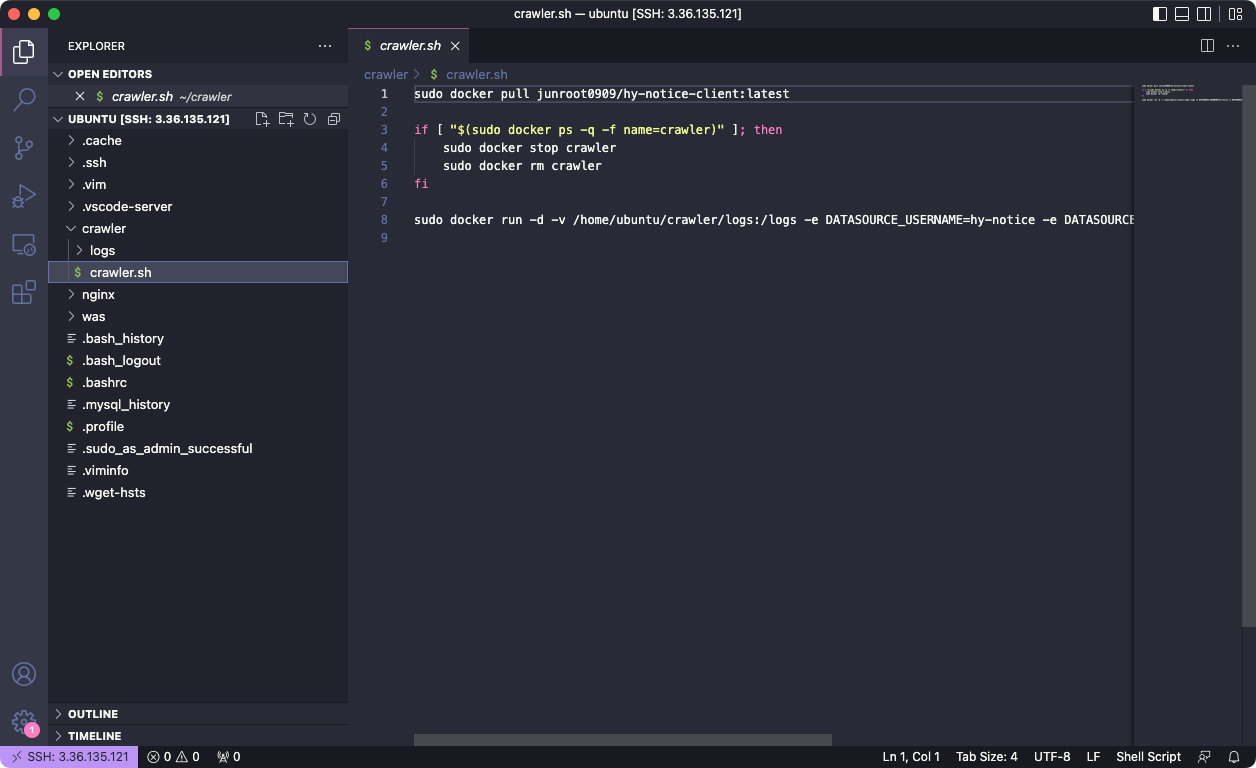 crawler.sh — ubuntu [SSH: 3.36.135.121]
EXPLORER
OPEN EDITORS
$ crawler.sh ~/crawler
UBUNTU [SSH: 3.36.135.121]
.cache
.ssh
.vim
.vscode-server
crawler
logs
$ crawler.sh
nginx
was
.bash_history
$ .bash_logout
$ .bashrc
.mysql_history
$ .profile
.sudo_as_admin_successful
.viminfo
.wget-hsts
OUTLINE
TIMELINE
1
$ crawler.sh
crawler > $ crawler.sh
1 sudo docker pull junroot0909/hy-notice-client:latest
2
3 if [ "$(sudo docker ps -q -f name=crawler)" ]; then
4 sudo docker stop crawler
5 sudo docker rm crawler
6 fi
7
8 sudo docker run -d -v /home/ubuntu/crawler/logs:/logs -e DATASOURCE_USERNAME=hy-notice -e DATASOURCE
9
SSH: 3.36.135.121 0 0 0 Ln 1, Col 1 Tab Size: 4 UTF-8 LF Shell Script